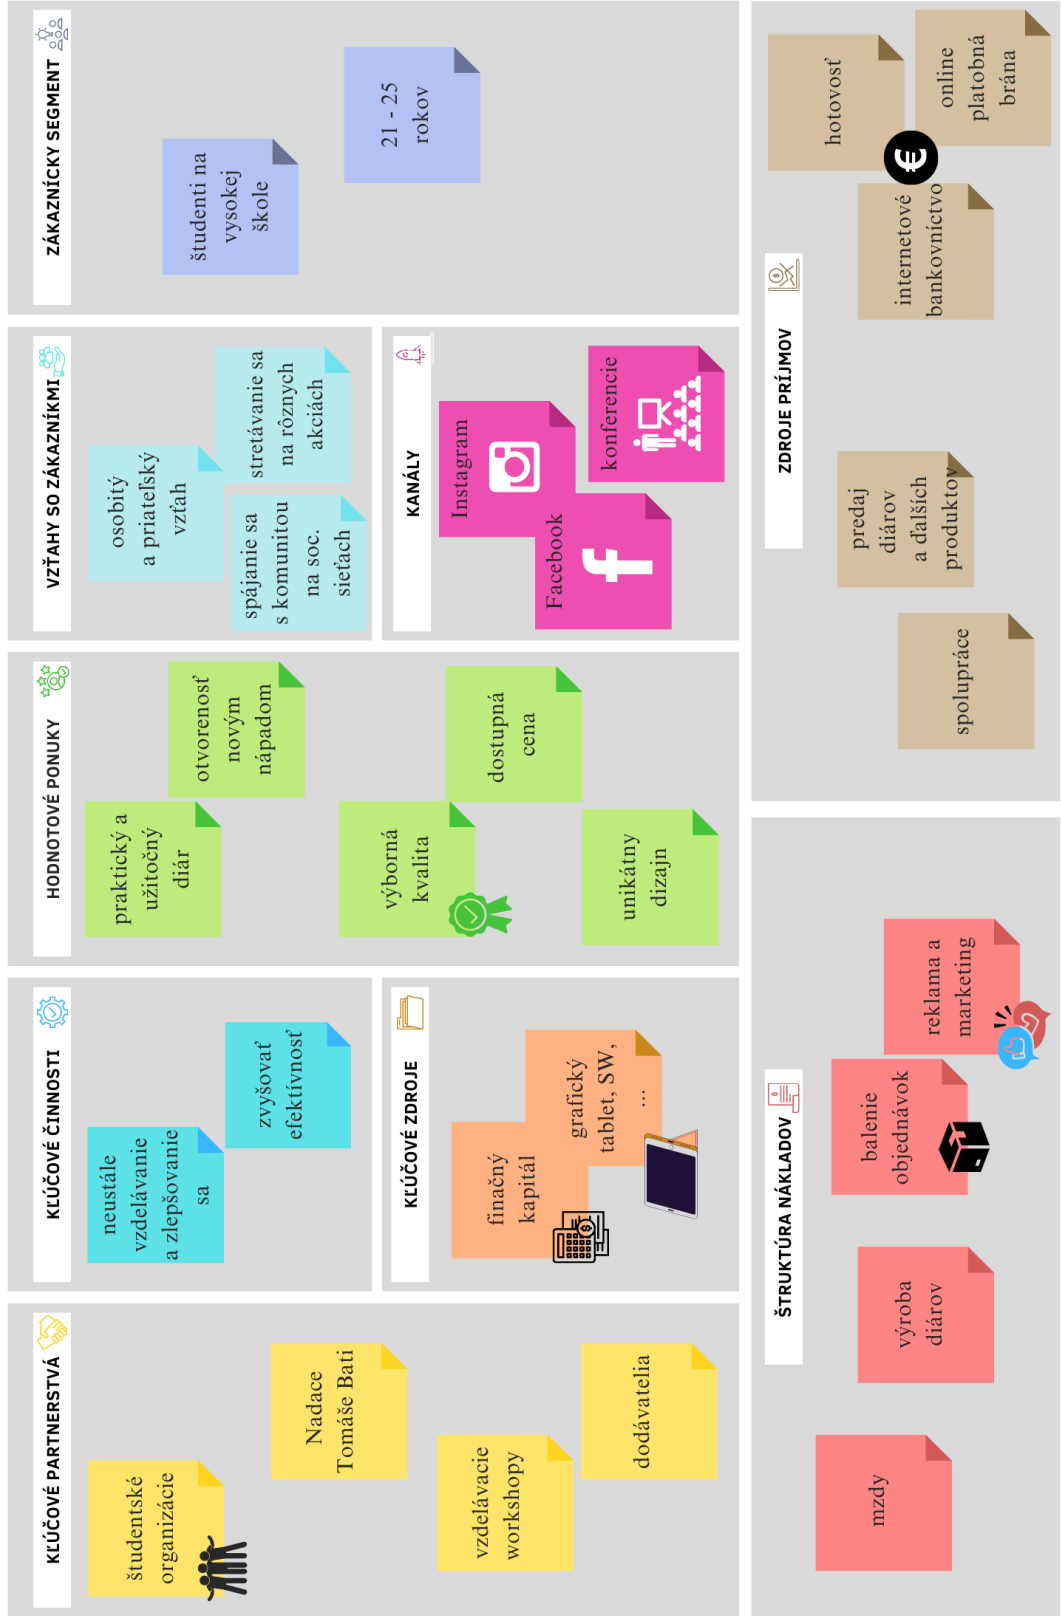 KĽÚČOVÉ PARTNERSTVÁ
študentské
organizácie
Nadace
Tomáše Bati
vzdelávacie
workshopy
dodávatelia
KĽÚČOVÉ ČINNOSTI
neustále
vzdelávanie
a zlepšovanie
sa
zvyšovať
efektívnosť
KĽÚČOVÉ ZDROJE
finačný
kapitál
grafický
tablet, SW,
...
HODNOTOVÉ PONUKY
praktický a
užitočný
diár
otvorenosť
novým
nápadom
výborná
kvalita
dostupná
cena
unikátny
dizajn
VZŤAHY SO ZÁKAZNÍKMI
osobitý
a priateľský
vzťah
stretávanie sa
na rôznych
akciách
spájanie sa
s komunitou
na soc.
sieťach
KANÁLY
Instagram
Facebook
konferencie
ZÁKAZNÍCKY SEGMENT
študenti na
vysokej
škole
21 - 25
rokov
ŠTRUKTÚRA NÁKLADOV
mzdy
výroba
diárov
balenie
objednávok
reklama a
marketing
ZDROJE PRÍJMOV
spolupráce
predaj
diárov
a ďalších
produktov
internetové
bankovníctvo
hotovosť
online
platobná
brána